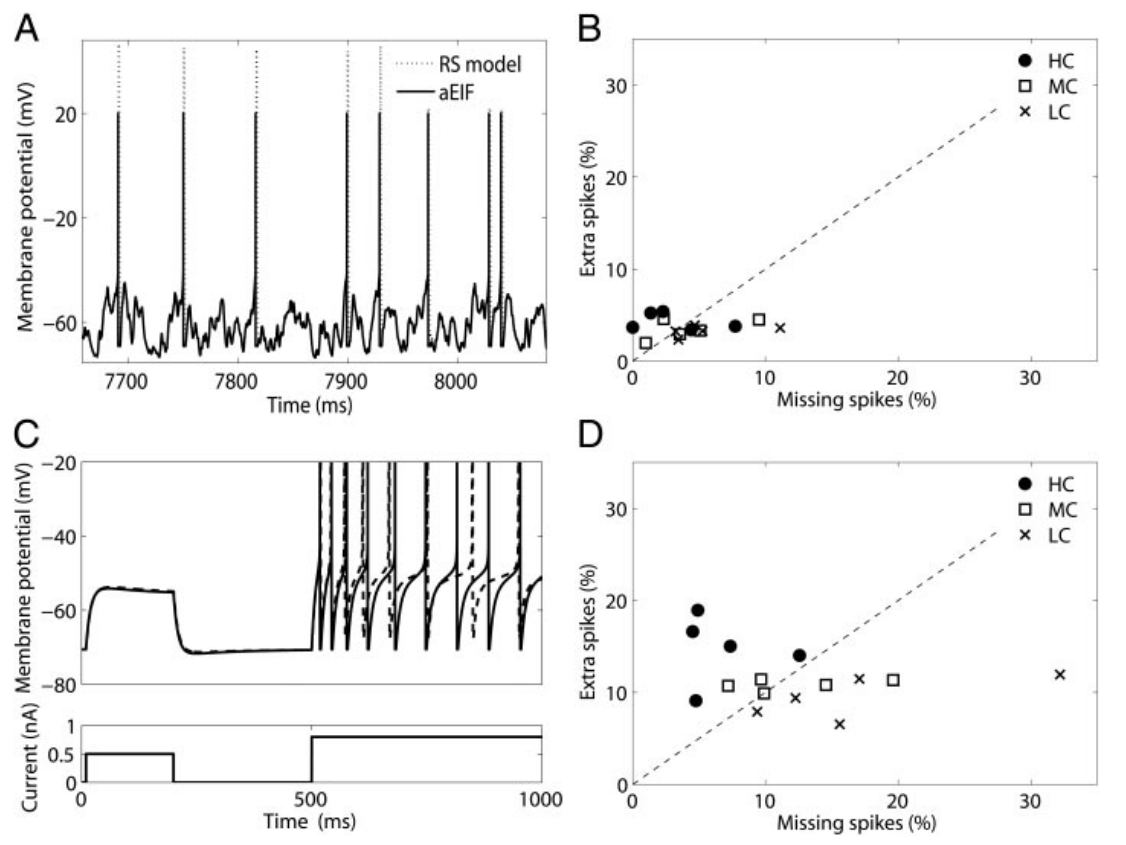 A
Membrane potential (mV)
20
−20
−60
RS model
aEIF
7700
7800
7900
8000
Time (ms)
B
Extra spikes (%)
30
20
10
0
HC
MC
LC
0
10
20
30
Missing spikes (%)
C
Membrane potential (mV)
−20
−40
−60
−80
Current (nA)
1
0.5
0
0
500
1000
Time (ms)
D
Extra spikes (%)
30
20
10
0
HC
MC
LC
0
10
20
30
Missing spikes (%)